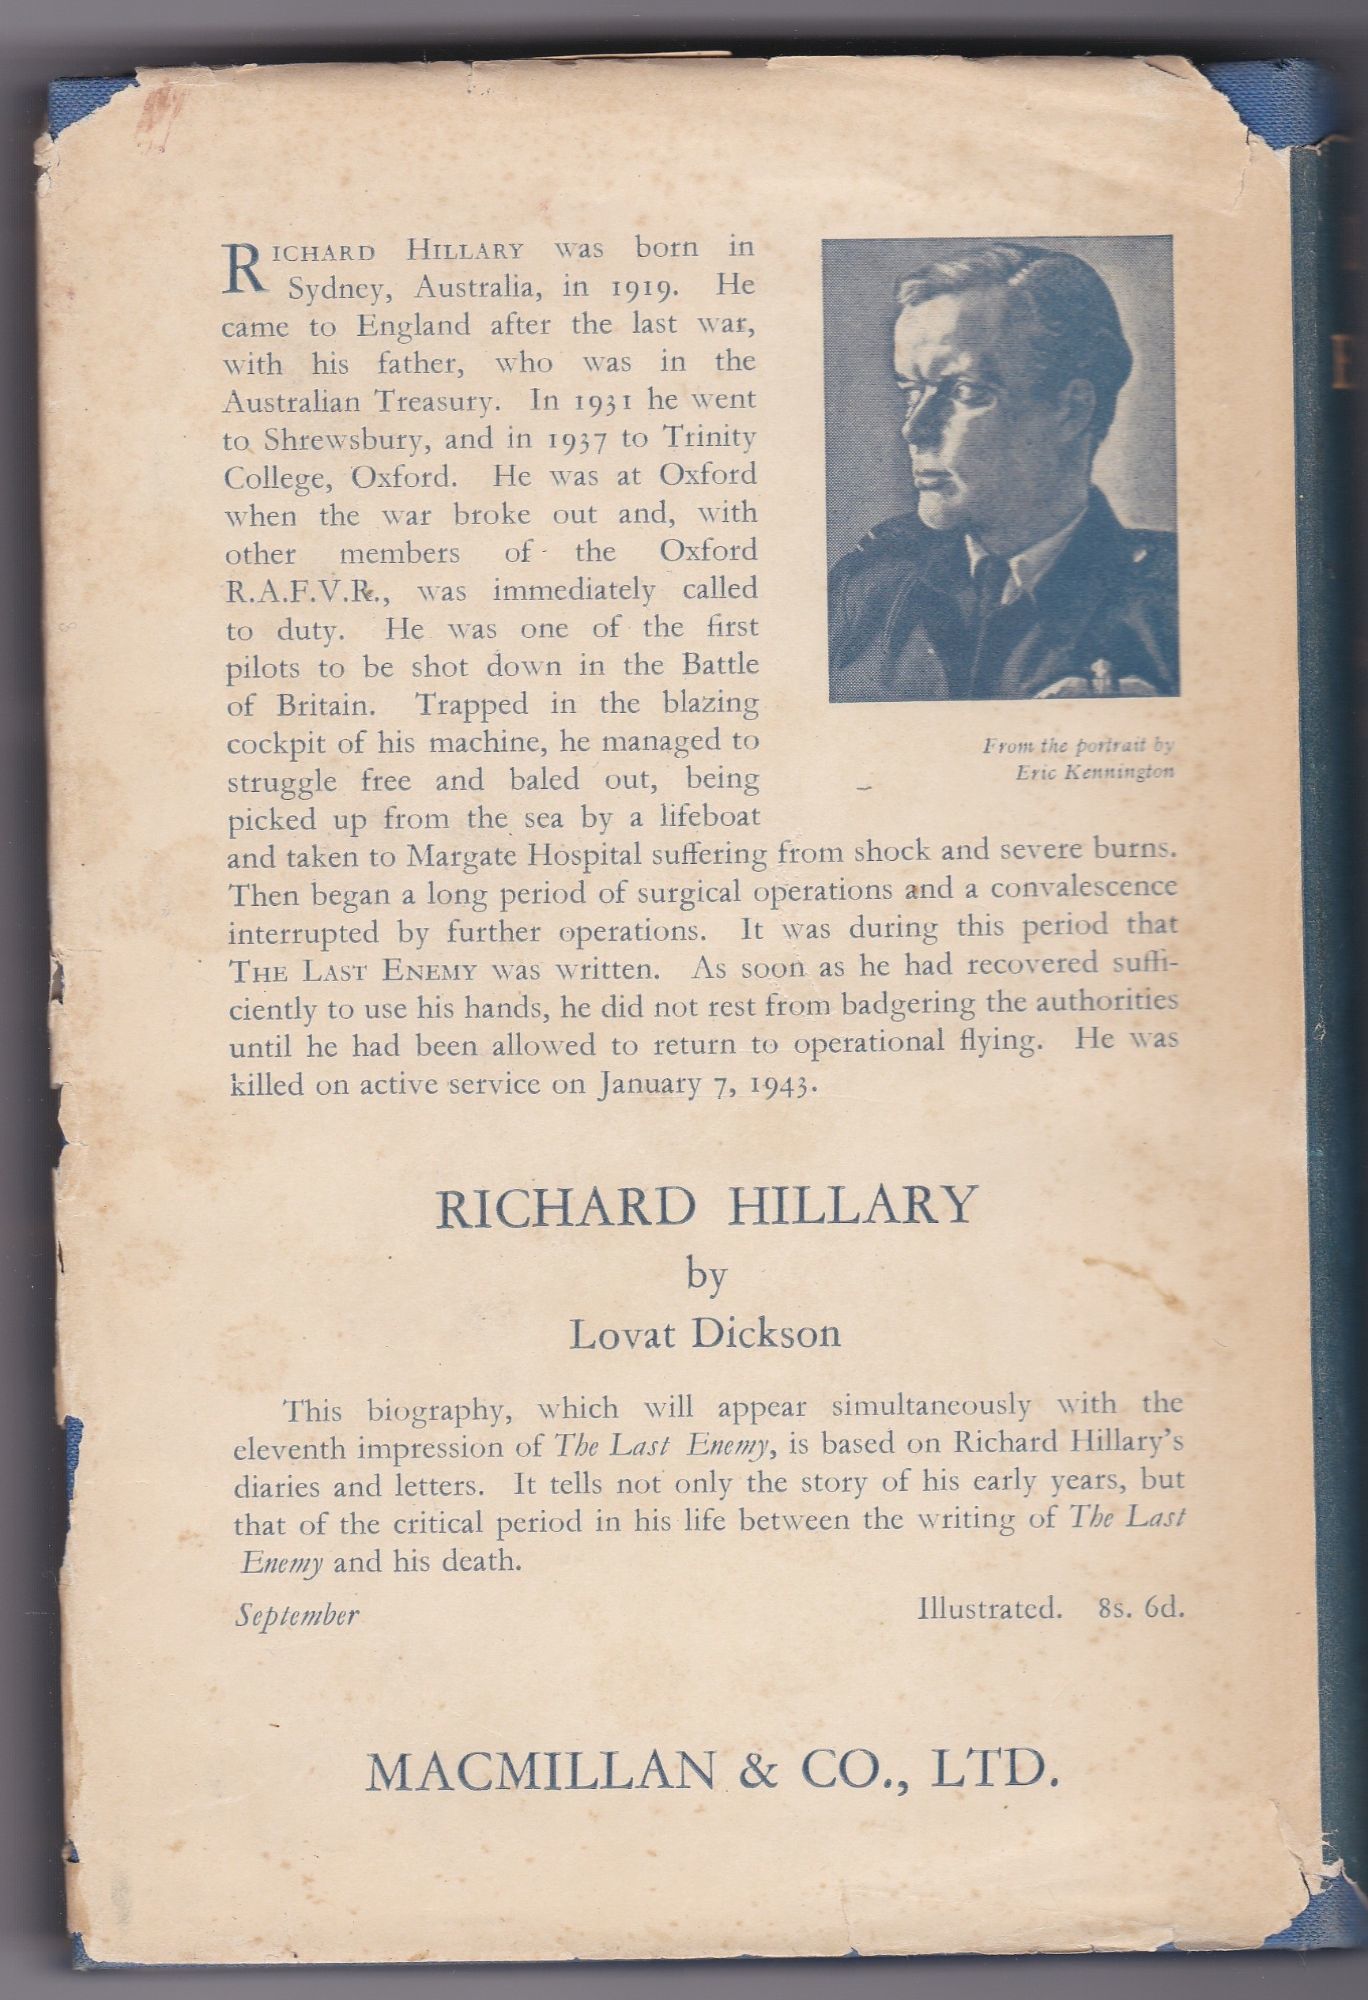 RICHARD HILLARY was born in
Sydney, Australia, in 1919. He
came to England after the last war,
with his father, who was in the
Australian Treasury. In 1931 he went
to Shrewsbury, and in 1937 to Trinity
College, Oxford. He was at Oxford
when the war broke out and, with
other members of the Oxford
R.A.F.V.R., was immediately called
to duty. He was one of the first
pilots to be shot down in the Battle
of Britain. Trapped in the blazing
cockpit of his machine, he managed to
struggle free and baled out, being
picked up from the sea by a lifeboat
and taken to Margate Hospital suffering from shock and severe burns.
Then began a long period of surgical operations and a convalescence
interrupted by further operations. It was during this period that
THE LAST ENEMY was written. As soon as he had recovered suffi-
ciently to use his hands, he did not rest from badgering the authorities
until he had been allowed to return to operational flying. He was
killed on active service on January 7, 1943.
From the portrait by
Eric Kennington
RICHARD HILLARY
by
Lovat Dickson
This biography, which will appear simultaneously with the
eleventh impression of The Last Enemy, is based on Richard Hillary's
diaries and letters. It tells not only the story of his early years, but
that of the critical period in his life between the writing of The Last
Enemy and his death.
September Illustrated. 8s. 6d.
MACMILLAN & CO., LTD.